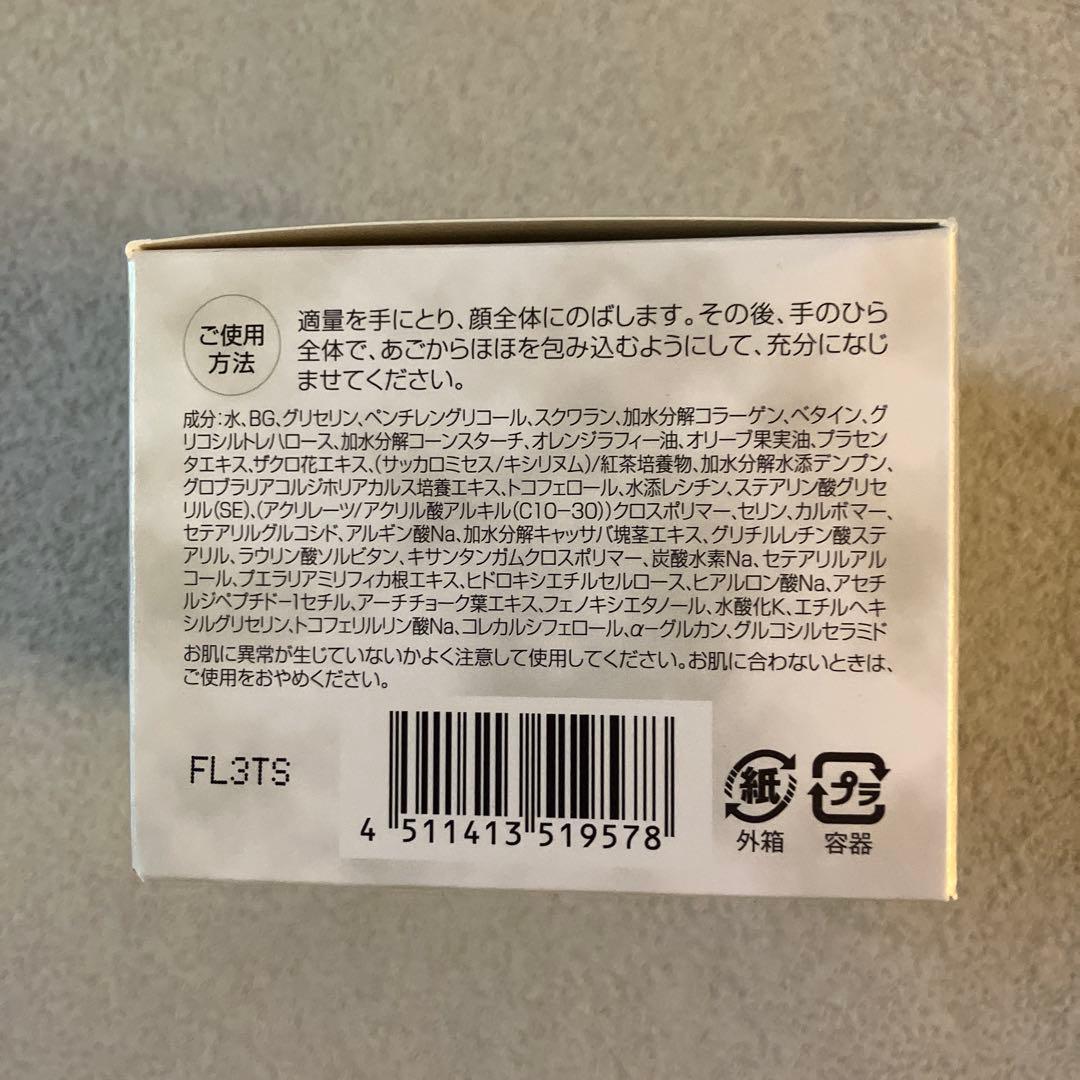 ご使用
方法
適量を手にとり、顔全体にのばします。その後、手のひら
全体で、あごからほほを包み込むようにして、充分になじ
ませてください。
成分:水、BG、グリセリン、ペンチレングリコール、スクワラン、加水分解コラーゲン、ベタイン、グ
リコシルトレハロース、加水分解コーンスターチ、オレンジラフィー油、オリーブ果実油、プラセン
タエキス、ザクロ花エキス、(サッカロミセス/キシリヌム)/紅茶培養物、加水分解水添デンプン、
グロブラリアコルジホリアカルス培養エキス、トコフェロール、水添レシチン、ステアリン酸グリセ
リル(SE)、(アクリレーツ/アクリル酸アルキル(C10-30))クロスポリマー、セリン、カルボマー、
セテアリルグルコシド、アルギン酸Na、加水分解キャッサバ塊茎エキス、グリチルレチン酸ステ
アリル、ラウリン酸ソルビタン、キサンタンガムクロスポリマー、炭酸水素Na、セテアリルアル
コール、プエラリアミリフィカ根エキス、ヒドロキシエチルセルロース、ヒアルロン酸Na、アセチ
ルジペプチド-1セチル、アーチチョーク葉エキス、フェノキシエタノール、水酸化K、エチルヘキ
シルグリセリン、トコフェリルリン酸Na、コレカルシフェロール、α-グルカン、グルコシルセラミド
お肌に異常が生じていないかよく注意して使用してください。お肌に合わないときは、
ご使用をおやめください。
FL3TS
4 511413 519578
紙
外箱
プラ
容器